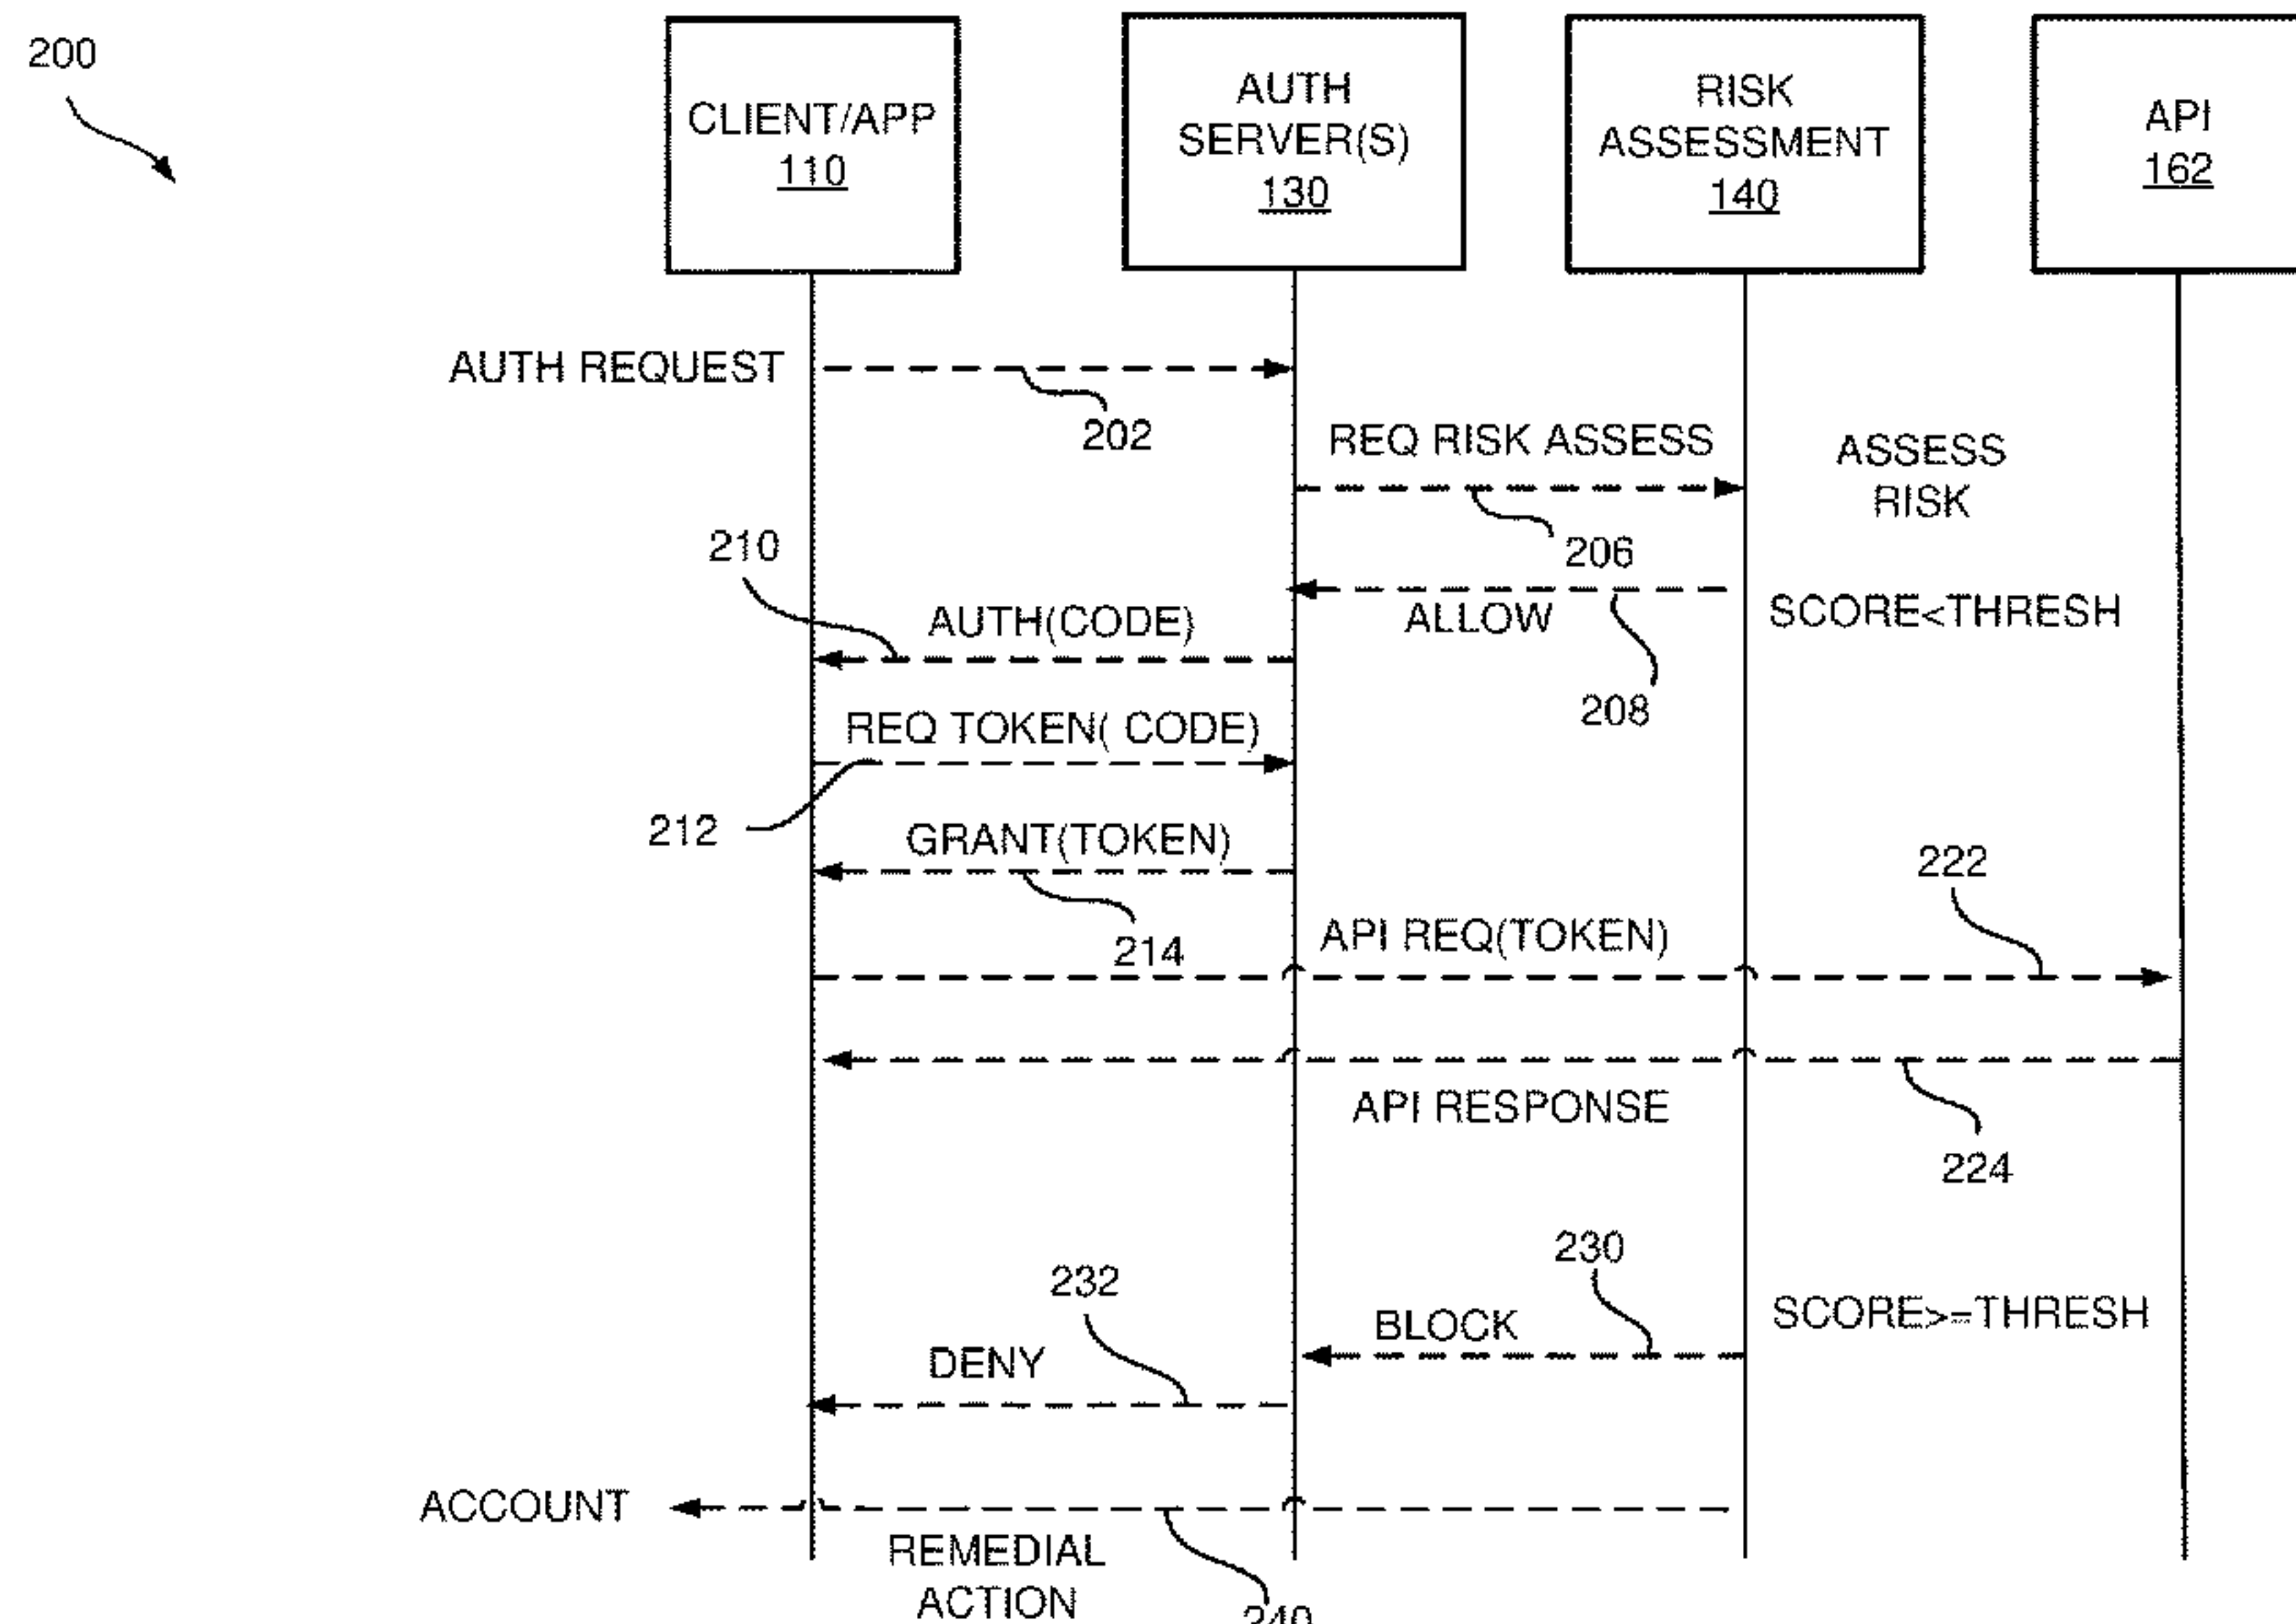 200
CLIENT/APP
110
AUTH
SERVER(S)
130
RISK
ASSESSMENT
140
API
162
AUTH REQUEST
202
REQ RISK ASSESS
ASSESS
RISK
206
210
AUTH(CODE)
ALLOW
SCORE<THRESH
208
REQ TOKEN( CODE)
212
GRANT(TOKEN)
214
222
API REQ(TOKEN)
API RESPONSE
224
230
232
BLOCK
SCORE>=THRESH
DENY
ACCOUNT
REMEDIAL
ACTION
240